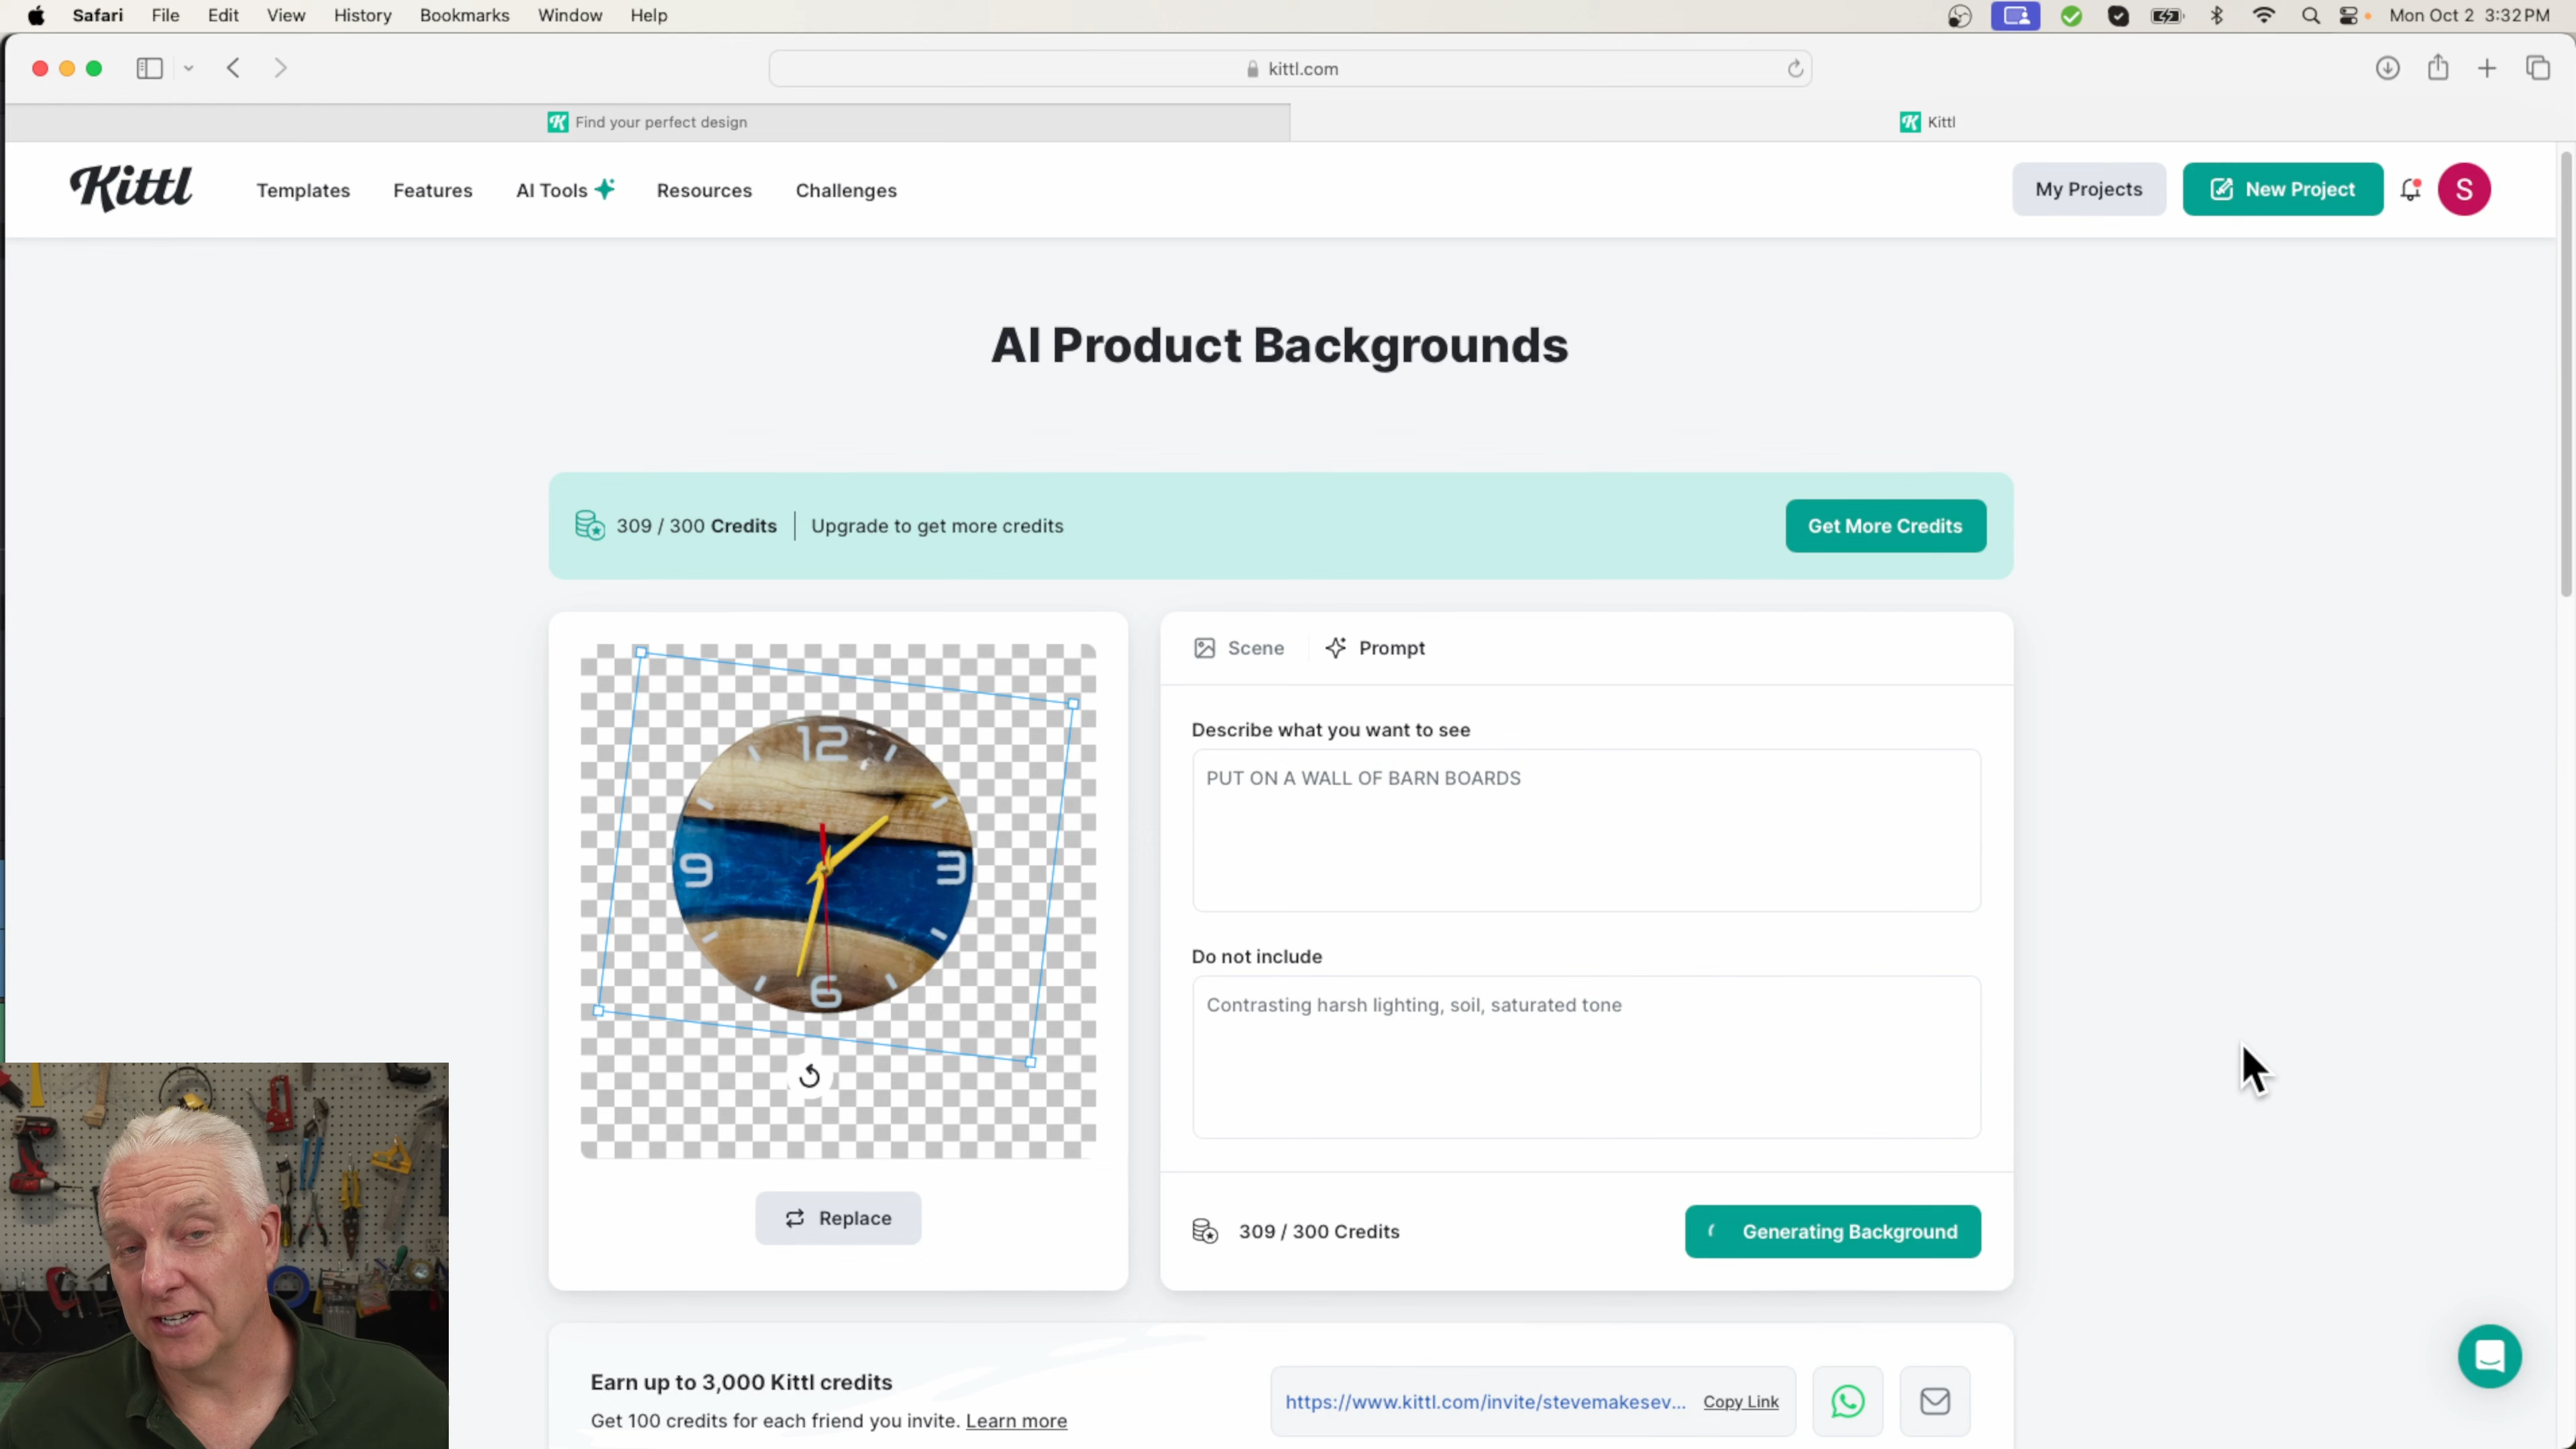 Safari File Edit View History Bookmarks Window Help Mon Oct 2 3:32 PM
kittl.com
Find your perfect design Kittl
Kittl Templates Features AI Tools Resources Challenges My Projects New Project S
AI Product Backgrounds
309 / 300 Credits Upgrade to get more credits Get More Credits
Scene Prompt
Describe what you want to see
PUT ON A WALL OF BARN BOARDS
12
9 3
6
Do not include
Contrasting harsh lighting, soil, saturated tone
Replace
309 / 300 Credits Generating Background
Earn up to 3,000 Kittl credits
Get 100 credits for each friend you invite. Learn more
https://www.kittl.com/invite/stevemakesev... Copy Link